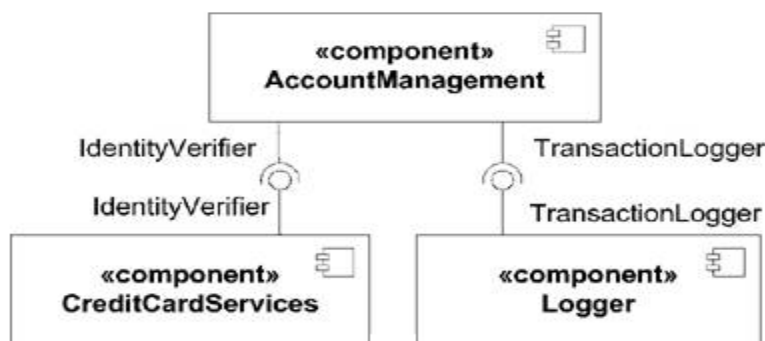 «component»
AccountManagement
IdentityVerifier
TransactionLogger
IdentityVerifier
TransactionLogger
«component»
CreditCardServices
«component»
Logger